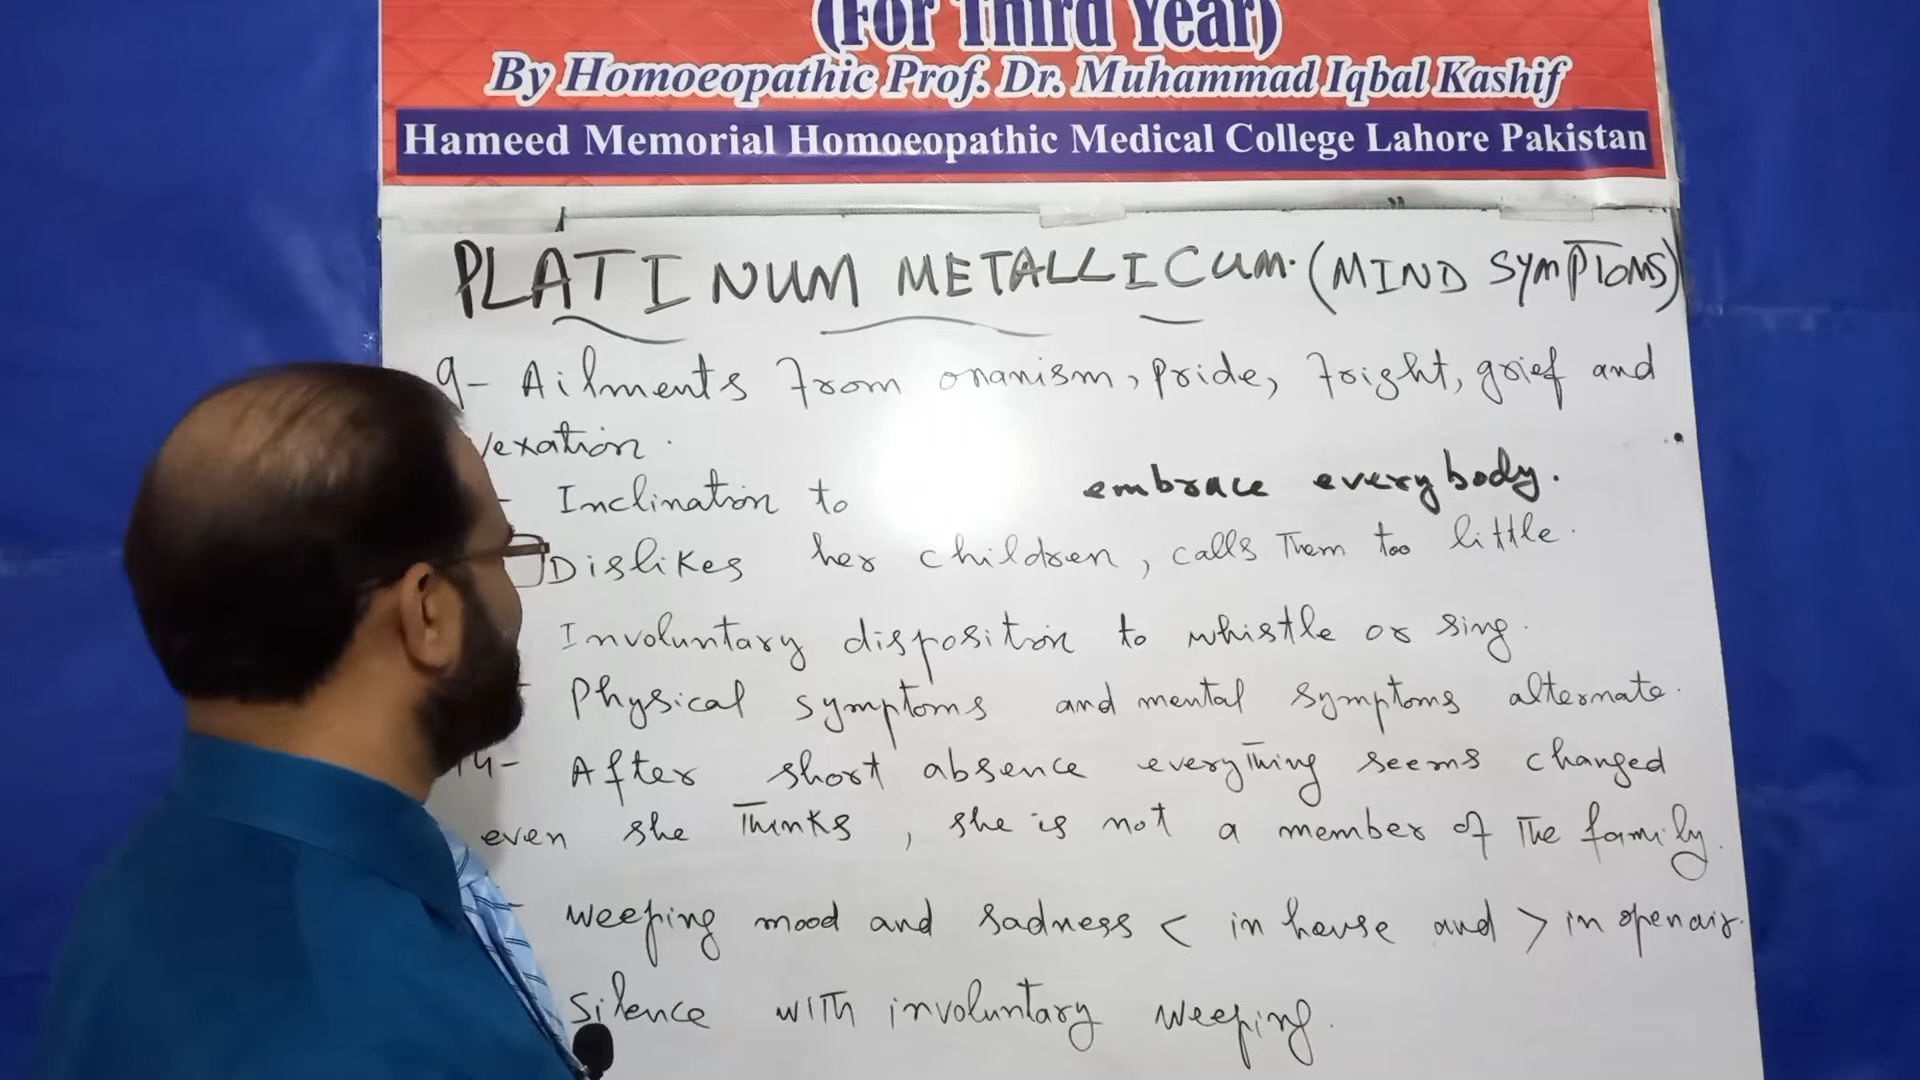 (For Third Year)
By Homoeopathic Prof. Dr. Muhammad Iqbal Kashif
Hameed Memorial Homoeopathic Medical College Lahore Pakistan
PLATINUM METALLICUM. (MIND SYMPTOMS)
9- Ailments from onanism, pride, fright, grief and
vexation.
- Inclination to embrace everybody.
Dislikes her children, calls Them too little.
Involuntary disposition to whistle or sing.
- Physical symptoms and mental symptoms alternate.
14- After short absence everything seems changed
even she Thinks, she is not a member of The family.
- weeping mood and sadness < in house and > in open air.
Silence with involuntary weeping.